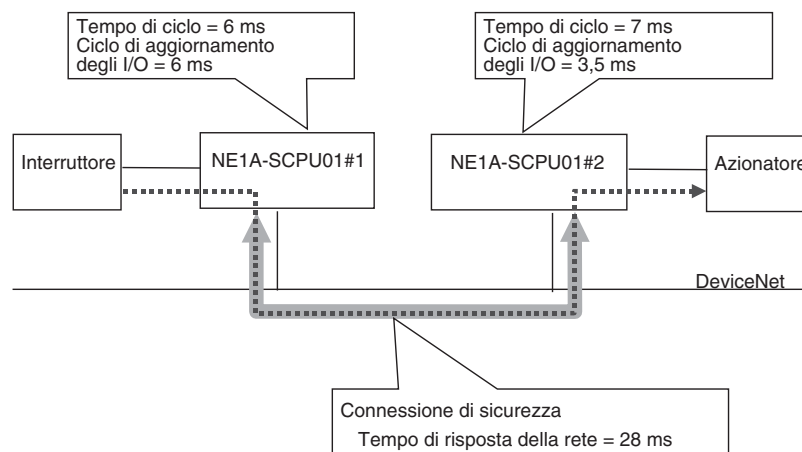 Tempo di ciclo = 6 ms
Ciclo di aggiornamento
degli I/O = 6 ms
Tempo di ciclo = 7 ms
Ciclo di aggiornamento
degli I/O = 3,5 ms
Interruttore
NE1A-SCPU01#1
NE1A-SCPU01#2
Azionatore
DeviceNet
Connessione di sicurezza
Tempo di risposta della rete = 28 ms